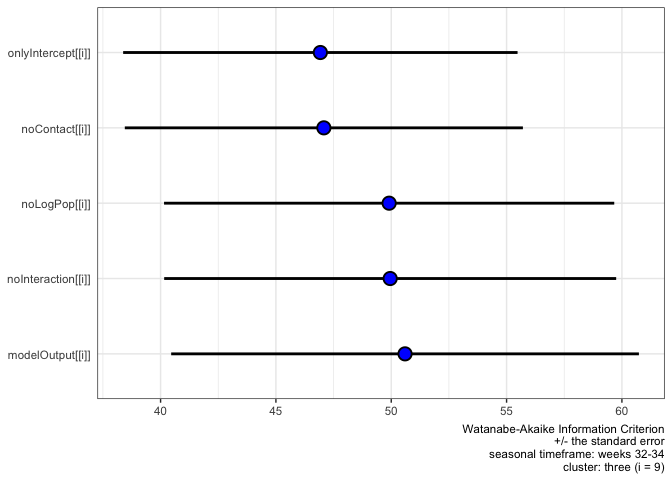 onlyIntercept[[i]]
noContact[[i]]
noLogPop[[i]]
noInteraction[[i]]
modelOutput[[i]]
40 45 50 55 60
Watanabe-Akaike Information Criterion
+/- the standard error
seasonal timeframe: weeks 32-34
cluster: three (i = 9)